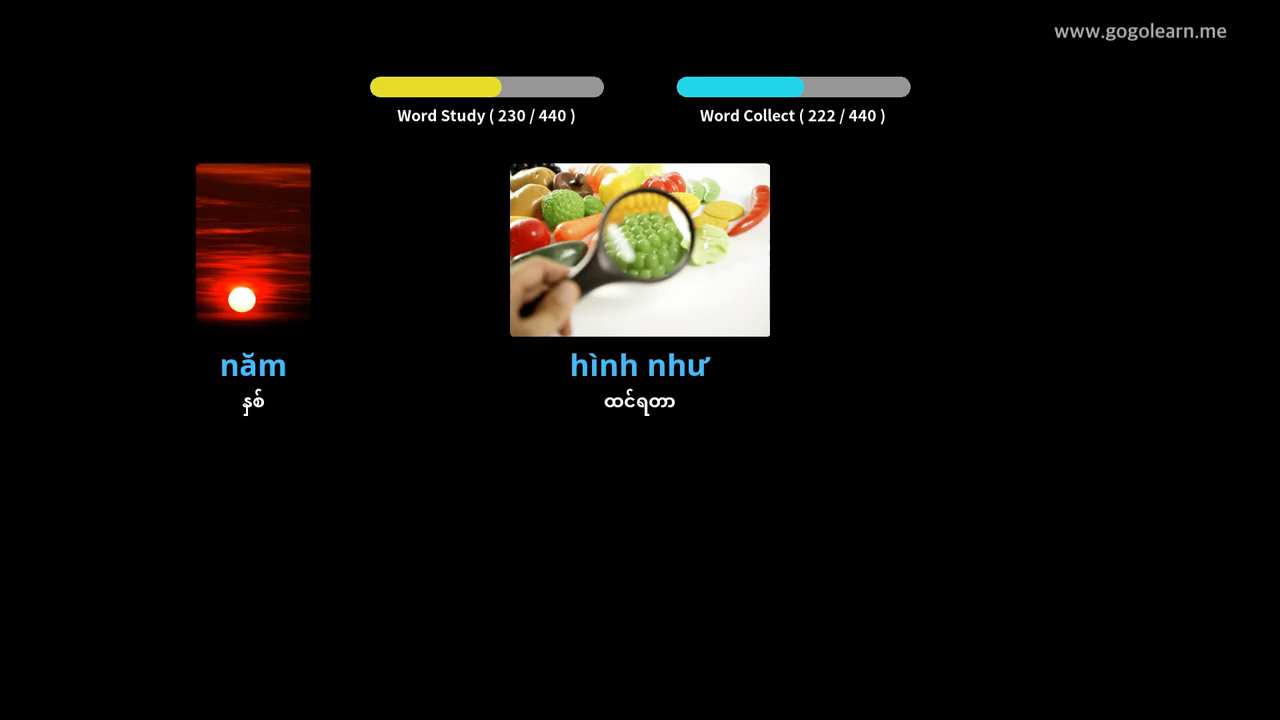 www.gogolearn.me
Word Study ( 230 / 440 )
Word Collect ( 222 / 440 )
năm
နှစ်
hình như
ထင်ရတာ